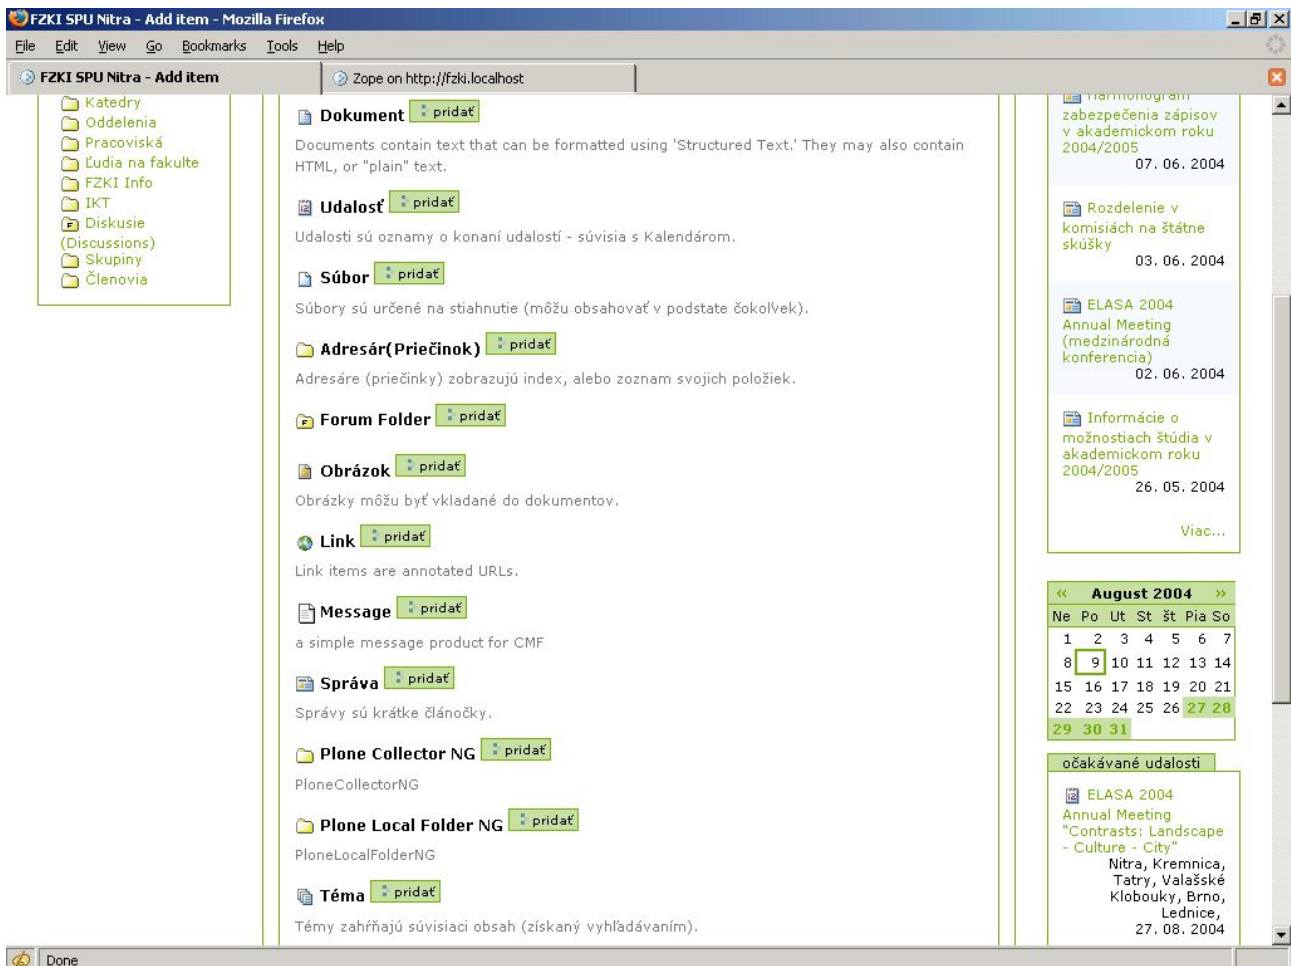 FZKI SPU Nitra - Add item - Mozilla Firefox
File Edit View Go Bookmarks Tools Help
FZKI SPU Nitra - Add item
Zope on http://fzki.localhost
Katedry
Oddelenia
Pracoviská
Ľudia na fakulte
FZKI Info
IKT
Diskusie
(Discussions)
Skupiny
Členovia
Dokument pridať
Documents contain text that can be formatted using 'Structured Text.' They may also contain
HTML, or "plain" text.
Udalosť pridať
Udalosti sú oznamy o konaní udalostí - súvisia s Kalendárom.
Súbor pridať
Súbory sú určené na stiahnutie (môžu obsahovať v podstate čokoľvek).
Adresár(Priečinok) pridať
Adresáre (priečinky) zobrazujú index, alebo zoznam svojich položiek.
Forum Folder pridať
Obrázok pridať
Obrázky môžu byť vkladané do dokumentov.
Link pridať
Link items are annotated URLs.
Message pridať
a simple message product for CMF
Správa pridať
Správy sú krátke článočky.
Plone Collector NG pridať
PloneCollectorNG
Plone Local Folder NG pridať
PloneLocalFolderNG
Téma pridať
Témy zahŕňajú súvisiaci obsah (získaný vyhľadávaním).
Harmonogram
zabezpečenia zápisov
v akademickom roku
2004/2005
07. 06. 2004
Rozdelenie v
komisiách na štátne
skúšky
03. 06. 2004
ELASA 2004
Annual Meeting
(medzinárodná
konferencia)
02. 06. 2004
Informácie o
možnostiach štúdia v
akademickom roku
2004/2005
26. 05. 2004
Viac...
« August 2004 »
Ne Po Ut St št Pia So
1 2 3 4 5 6 7
8 9 10 11 12 13 14
15 16 17 18 19 20 21
22 23 24 25 26 27 28
29 30 31
očakávané udalosti
ELASA 2004
Annual Meeting
"Contrasts: Landscape
- Culture - City"
Nitra, Kremnica,
Tatry, Valašské
Klobouky, Brno,
Lednice,
27. 08. 2004
Done